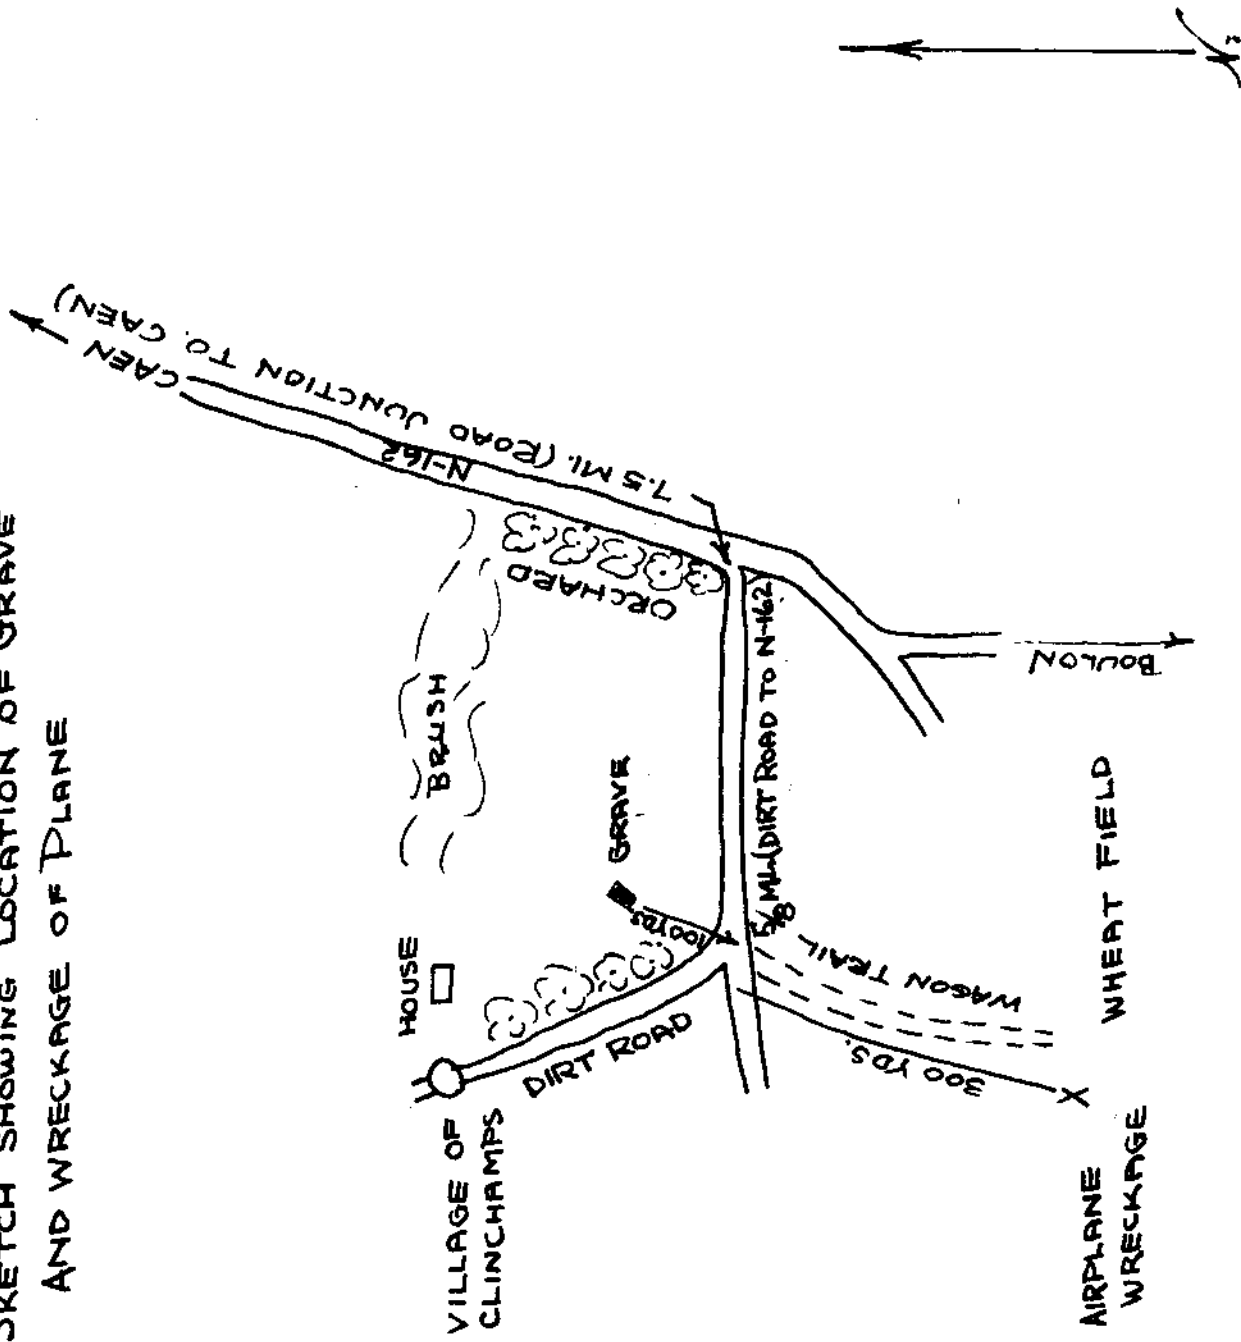 SKETCH SHOWING LOCATION OF GRAVE
AND WRECKAGE OF PLANE
CAEN
7.5 MI. (ROAD JUNCTION TO CAEN)
N-162
ORCHARD
BRUSH
HOUSE
VILLAGE OF
CLINCHAMPS
DIRT ROAD
GRAVE
100 YDS
5/8 MI. (DIRT ROAD TO N-162
BOULON
WAGON TRAIL
300 YDS.
WHEAT FIELD
X
AIRPLANE
WRECKAGE
N